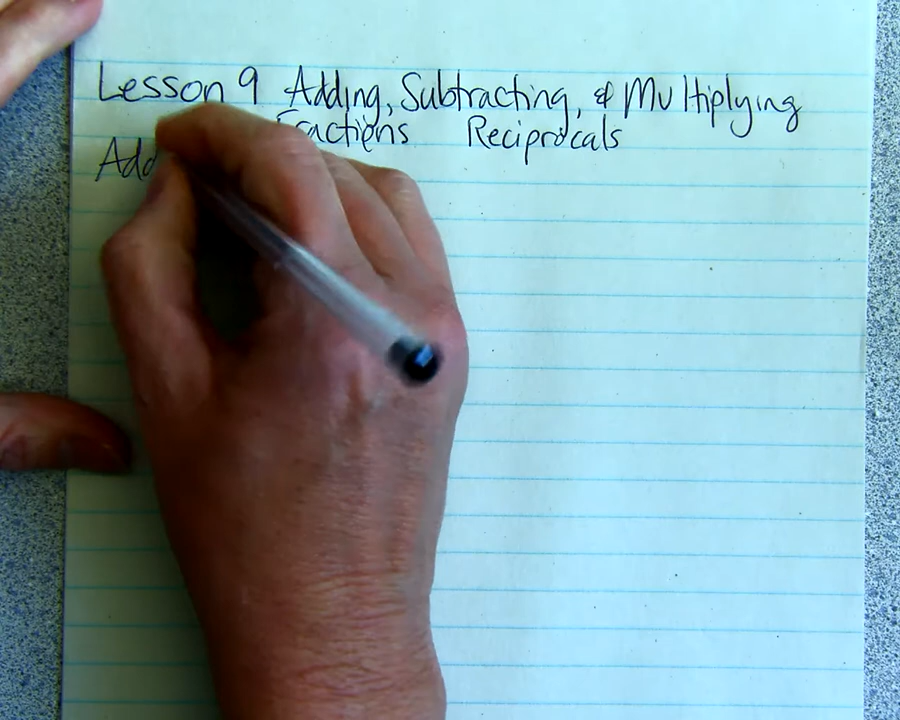 Lesson 9 Adding, Subtracting, & Multiplying
Fractions Reciprocals
Add